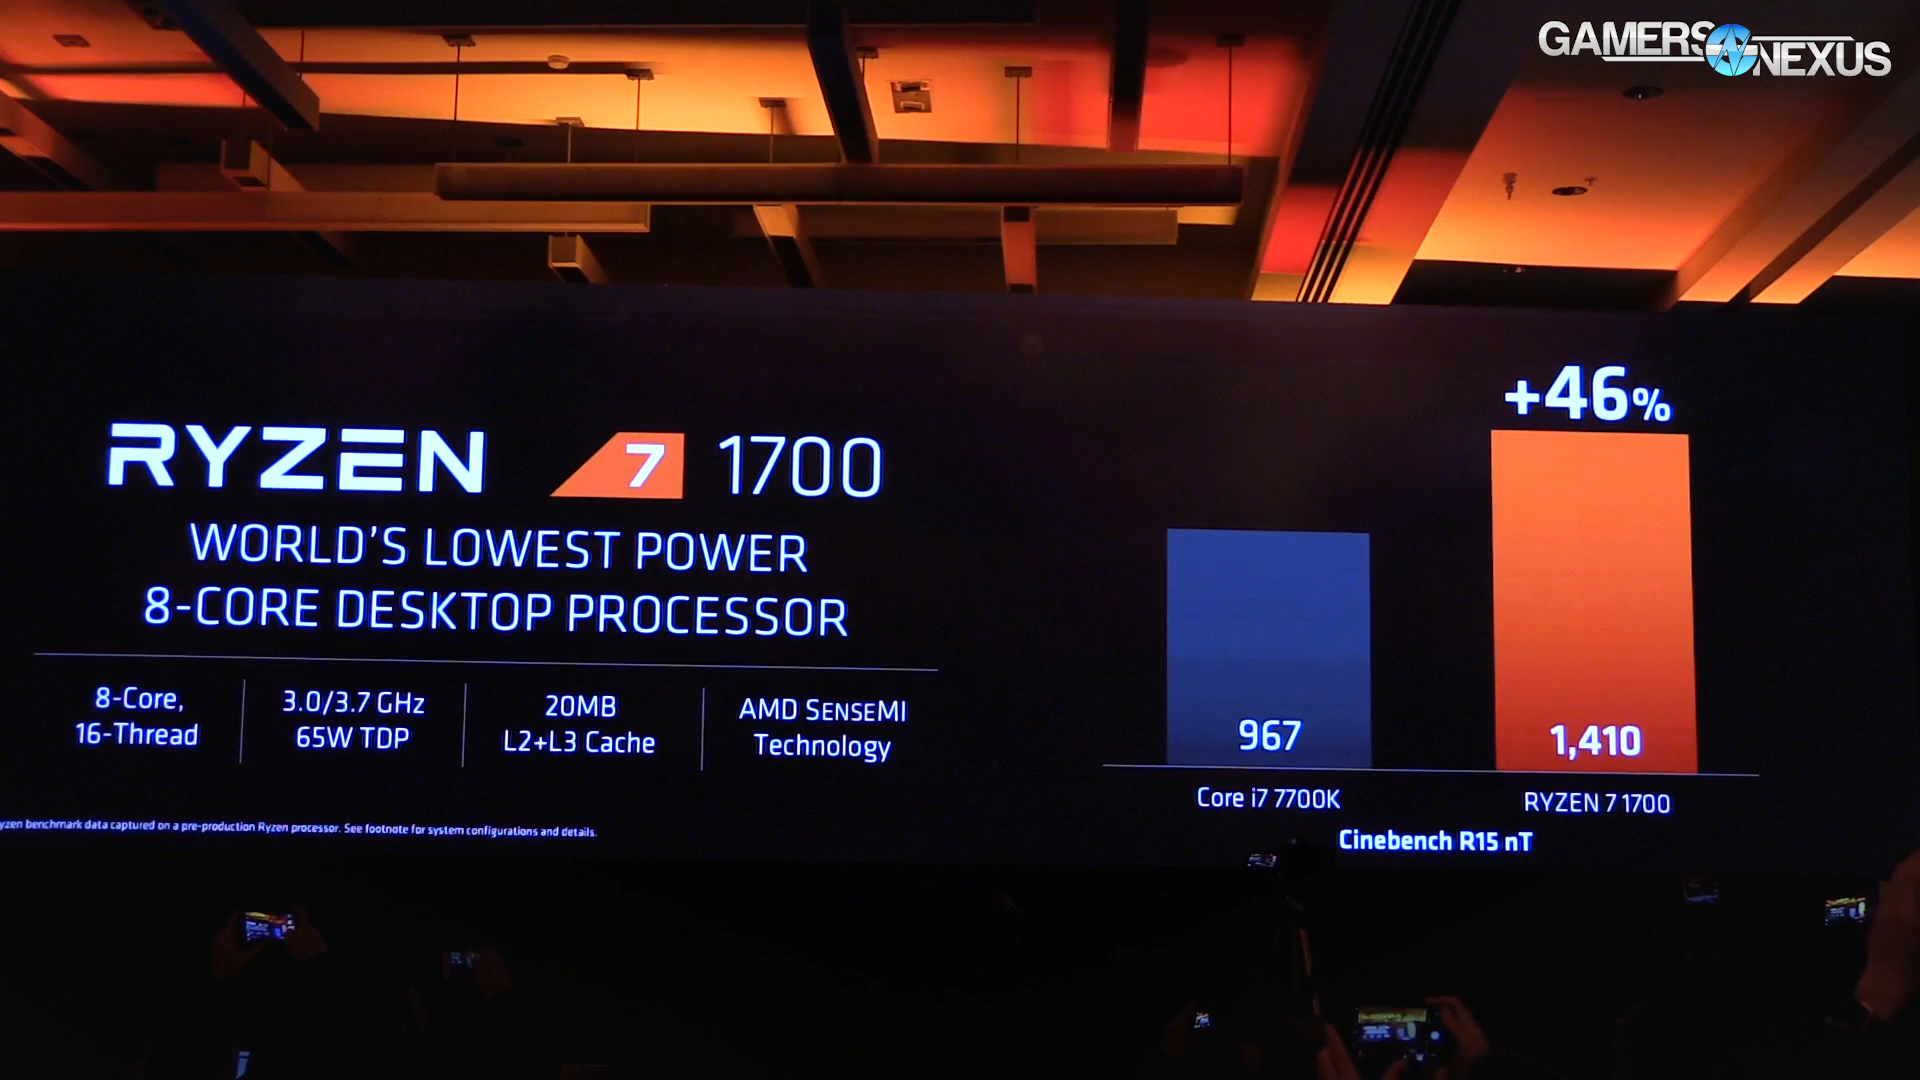 GAMERS NEXUS
RYZEN 7 1700
WORLD'S LOWEST POWER
8-CORE DESKTOP PROCESSOR
8-Core,
16-Thread
3.0/3.7 GHz
65W TDP
20MB
L2+L3 Cache
AMD SENSEMI
Technology
yzen benchmark data captured on a pre-production Ryzen processor. See footnote for system configurations and details.
+46%
967
1,410
Core i7 7700K
RYZEN 7 1700
Cinebench R15 nT